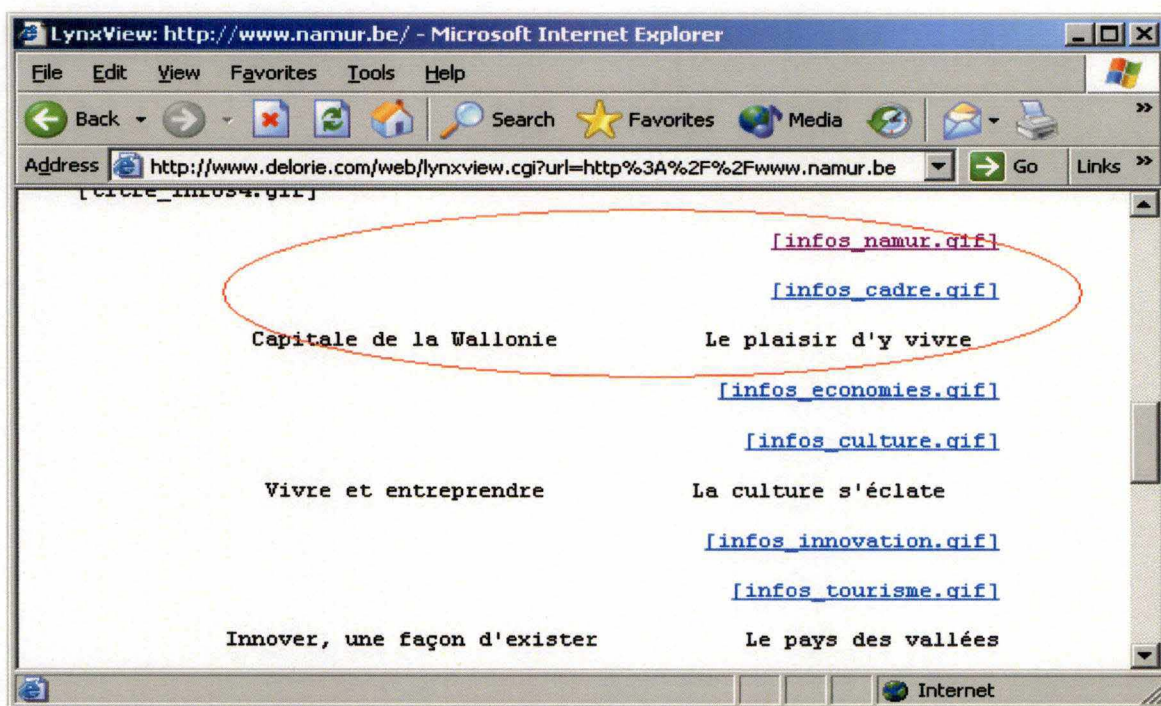 LynxView: http://www.namur.be/ - Microsoft Internet Explorer
File Edit View Favorites Tools Help
Back Search Favorites Media »
Address http://www.delorie.com/web/lynxview.cgi?url=http%3A%2F%2Fwww.namur.be Go Links »
[infos_namur.gif]
[infos_cadre.gif]
Capitale de la Wallonie Le plaisir d'y vivre
[infos_economies.gif]
[infos_culture.gif]
Vivre et entreprendre La culture s'éclate
[infos_innovation.gif]
[infos_tourisme.gif]
Innover, une façon d'exister Le pays des vallées
Internet